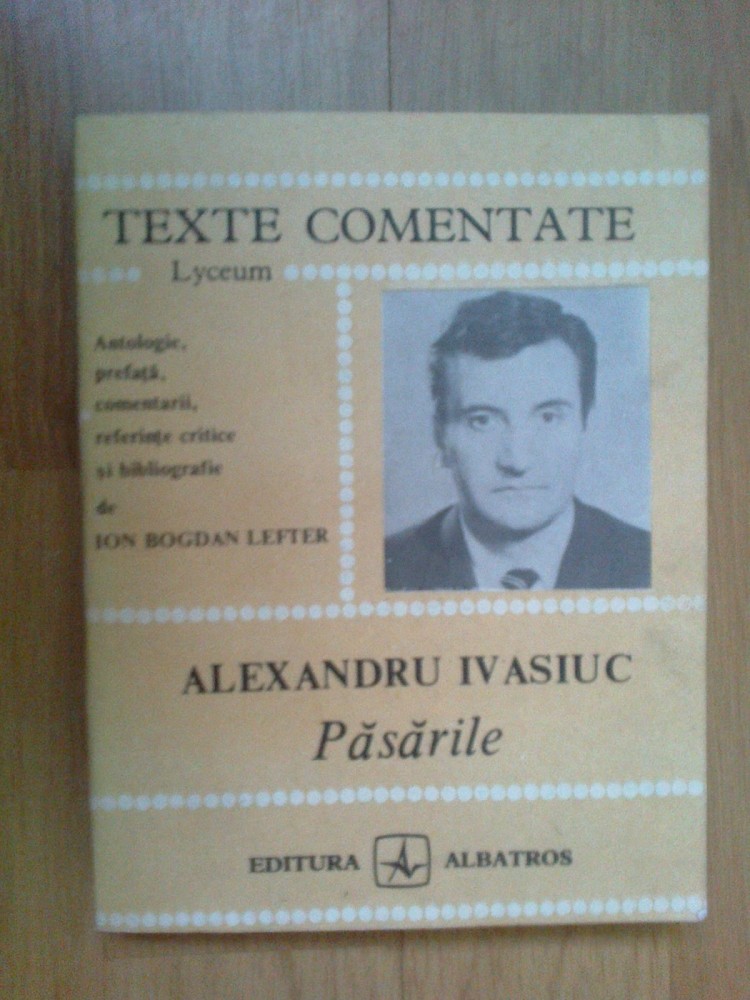 TEXTE COMENTATE
Lyceum
Antologie,
prefață,
comentarii,
referințe critice
și bibliografie
de
ION BOGDAN LEFTER
ALEXANDRU IVASIUC
Păsările
EDITURA ALBATROS